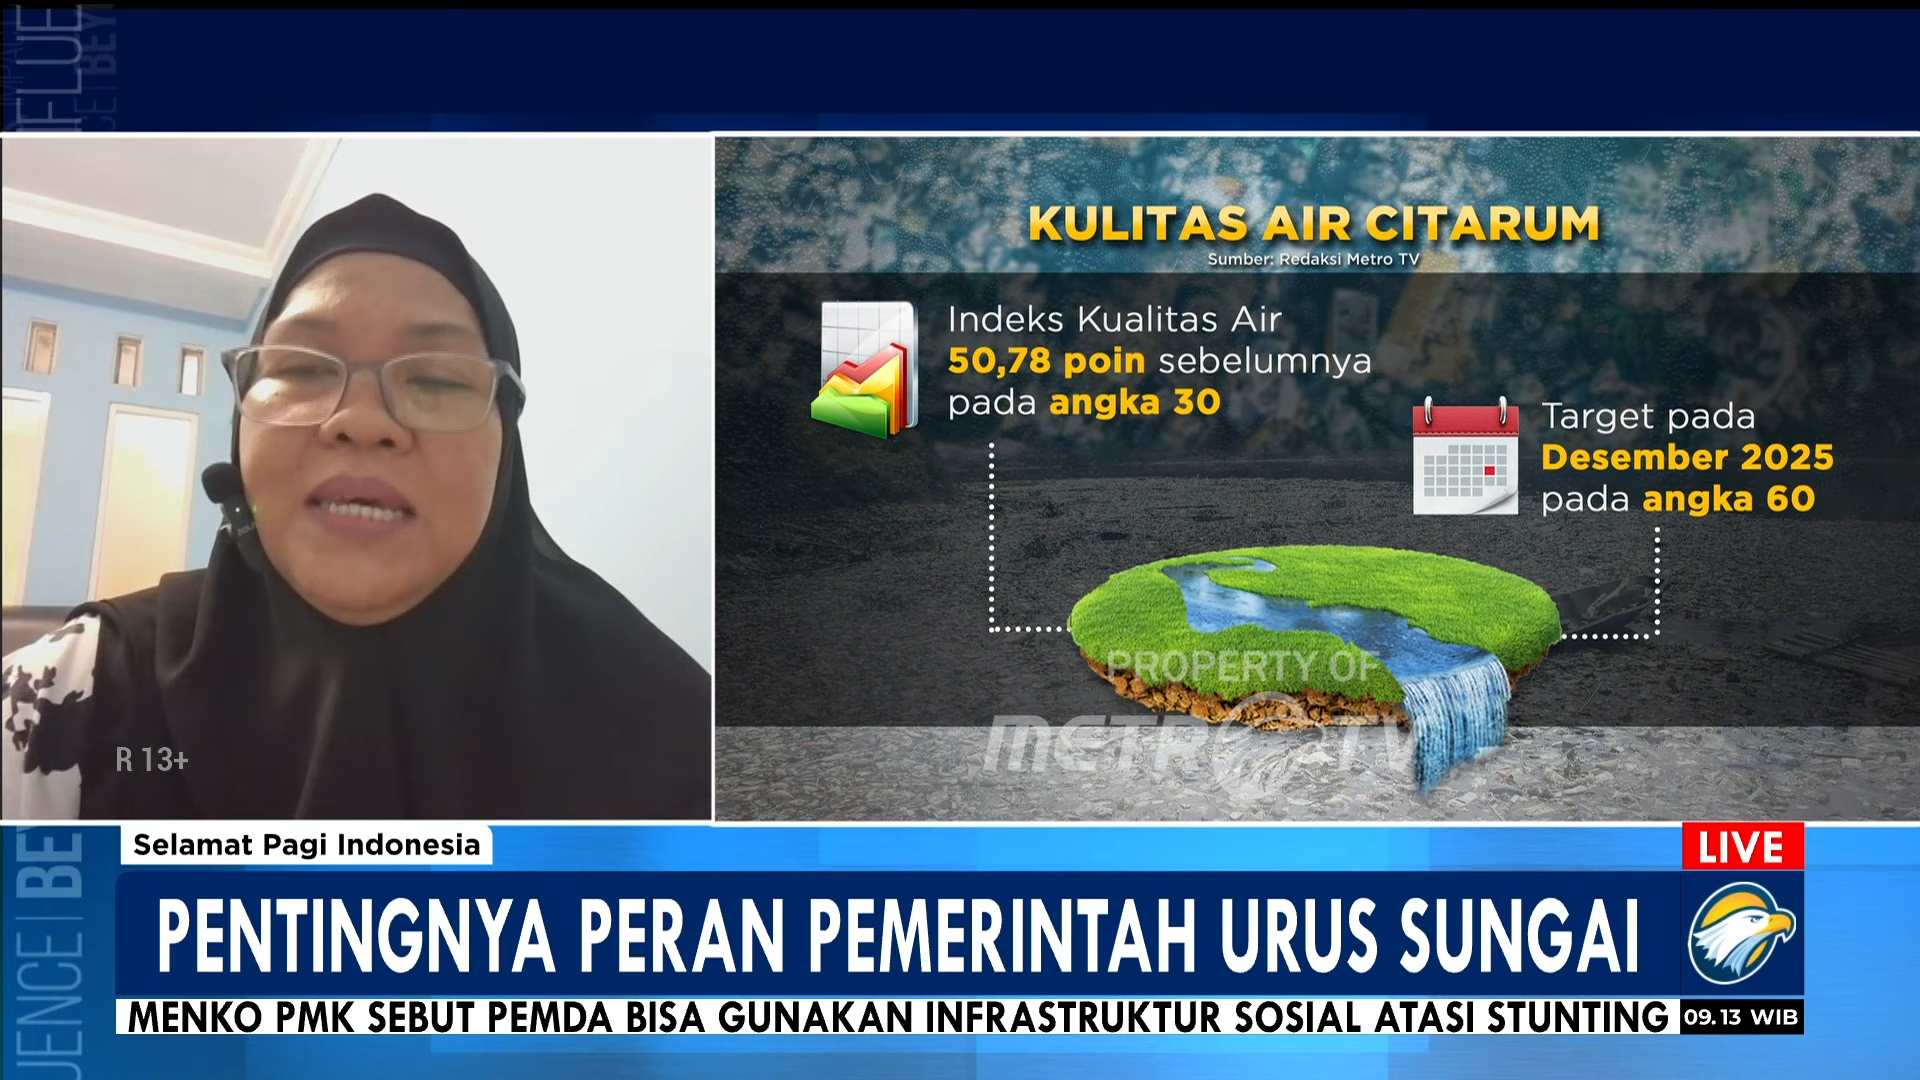 KULITAS AIR CITARUM
Sumber: Redaksi Metro TV
Indeks Kualitas Air
50,78 poin sebelumnya
pada angka 30
Target pada
Desember 2025
pada angka 60
PROPERTY OF
METRO TV
R 13+
Selamat Pagi Indonesia
LIVE
PENTINGNYA PERAN PEMERINTAH URUS SUNGAI
MENKO PMK SEBUT PEMDA BISA GUNAKAN INFRASTRUKTUR SOSIAL ATASI STUNTING
09.13 WIB